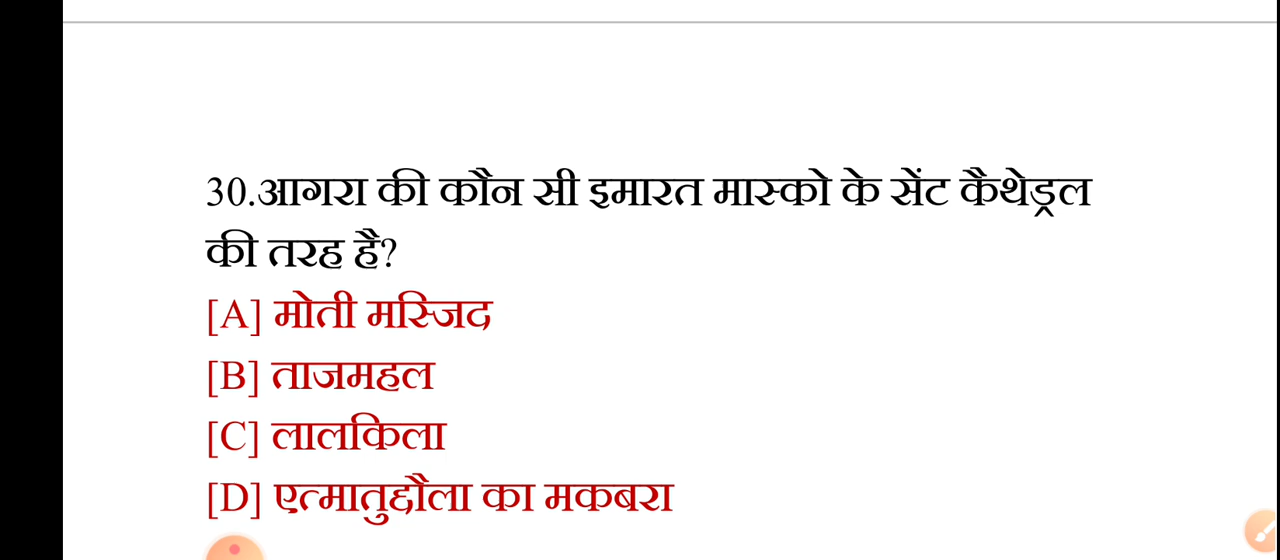 30.आगरा की कौन सी इमारत मास्को के सेंट कैथेड्रल
की तरह है?
[A] मोती मस्जिद
[B] ताजमहल
[C] लालकिला
[D] एत्मातुद्दौला का मकबरा